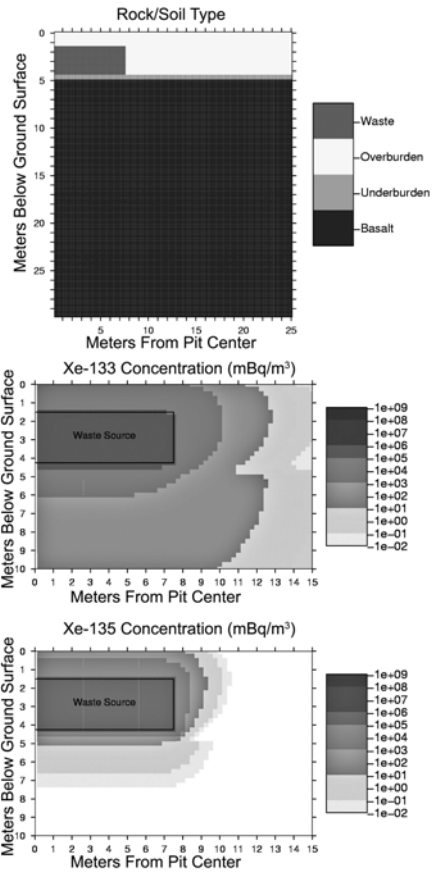 Rock/Soil Type
Meters Below Ground Surface
0
5
10
15
20
25
5 10 15 20 25
Meters From Pit Center
Waste
Overburden
Underburden
Basalt
Xe-133 Concentration (mBq/m³)
Meters Below Ground Surface
0
1
2
3
4
5
6
7
8
9
10
Waste Source
0 1 2 3 4 5 6 7 8 9 10 11 12 13 14 15
Meters From Pit Center
1e+09
1e+08
1e+07
1e+06
1e+05
1e+04
1e+03
1e+02
1e+01
1e+00
1e-01
1e-02
Xe-135 Concentration (mBq/m³)
Meters Below Ground Surface
0
1
2
3
4
5
6
7
8
9
10
Waste Source
0 1 2 3 4 5 6 7 8 9 10 11 12 13 14 15
Meters From Pit Center
1e+09
1e+08
1e+07
1e+06
1e+05
1e+04
1e+03
1e+02
1e+01
1e+00
1e-01
1e-02